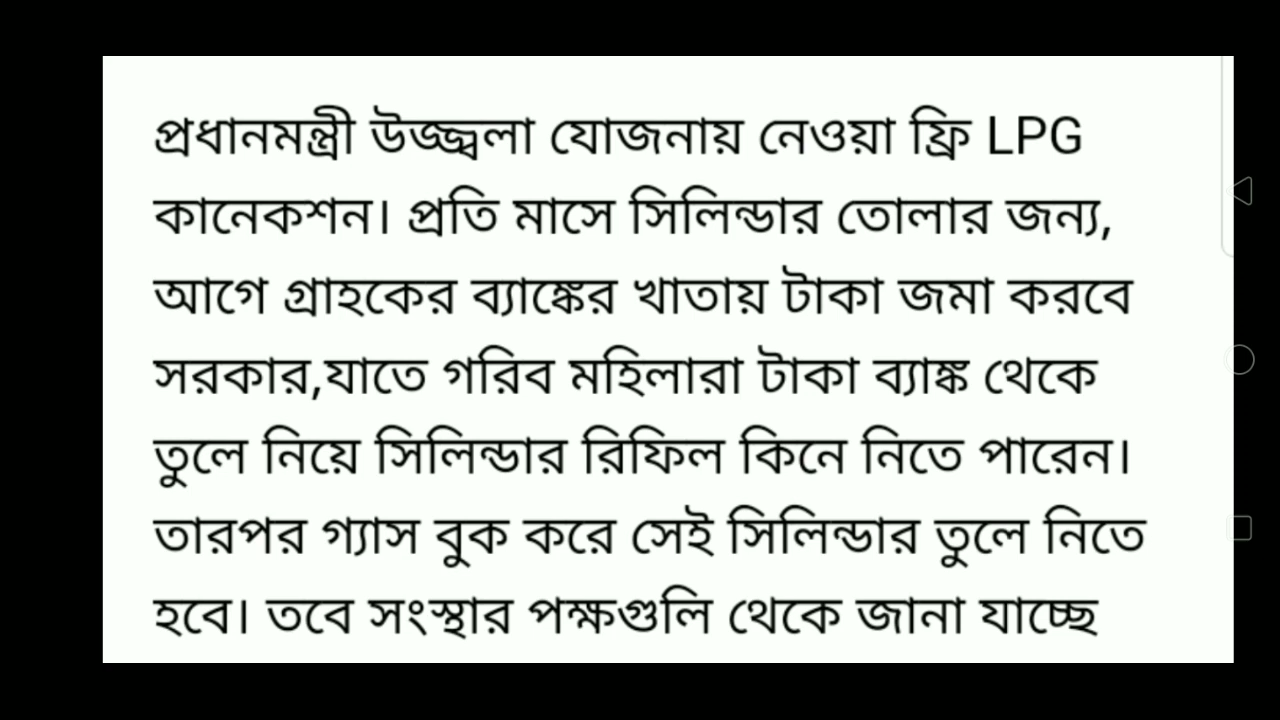 প্রধানমন্ত্রী উজ্জ্বলা যোজনায় নেওয়া ফ্রি LPG
কানেকশন। প্রতি মাসে সিলিন্ডার তোলার জন্য,
আগে গ্রাহকের ব্যাঙ্কের খাতায় টাকা জমা করবে
সরকার,যাতে গরিব মহিলারা টাকা ব্যাঙ্ক থেকে
তুলে নিয়ে সিলিন্ডার রিফিল কিনে নিতে পারেন।
তারপর গ্যাস বুক করে সেই সিলিন্ডার তুলে নিতে
হবে। তবে সংস্থার পক্ষগুলি থেকে জানা যাচ্ছে